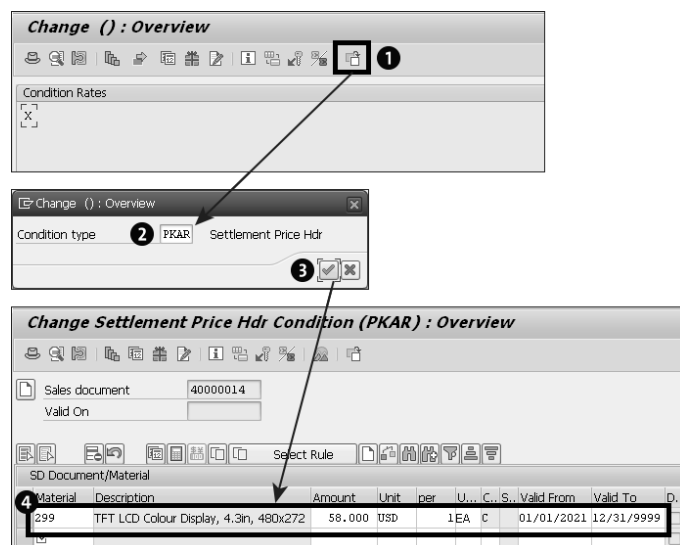 Change () : Overview
1
Condition Rates
X
Change () : Overview
Condition type 2 PKAR Settlement Price Hdr
3
Change Settlement Price Hdr Condition (PKAR) : Overview
Sales document 40000014
Valid On
Select Rule
SD Document/Material
4
Material Description Amount Unit per U... C.. S.. Valid From Valid To D.
299 TFT LCD Colour Display, 4.3in, 480x272 58.000 USD 1 EA C 01/01/2021 12/31/9999